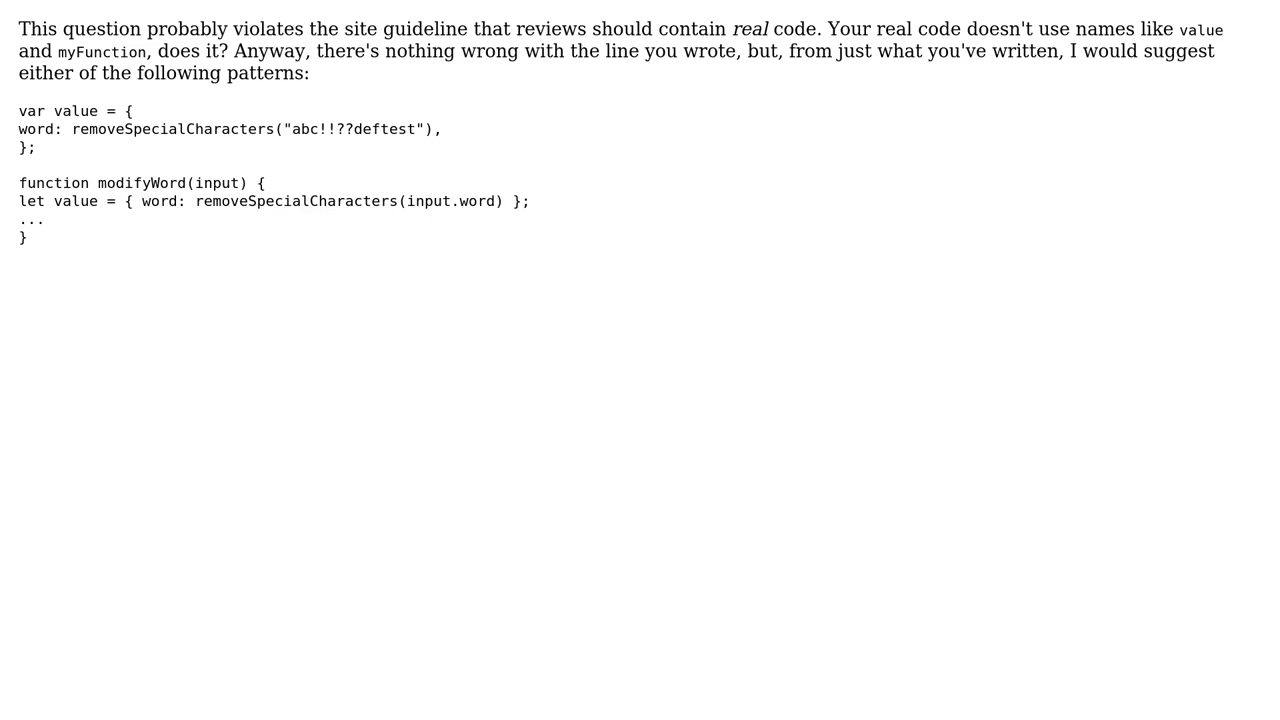 This question probably violates the site guideline that reviews should contain real code. Your real code doesn't use names like value
and myFunction, does it? Anyway, there's nothing wrong with the line you wrote, but, from just what you've written, I would suggest
either of the following patterns:
var value = {
word: removeSpecialCharacters("abc!!??deftest"),
};
function modifyWord(input) {
let value = { word: removeSpecialCharacters(input.word) };
...
}